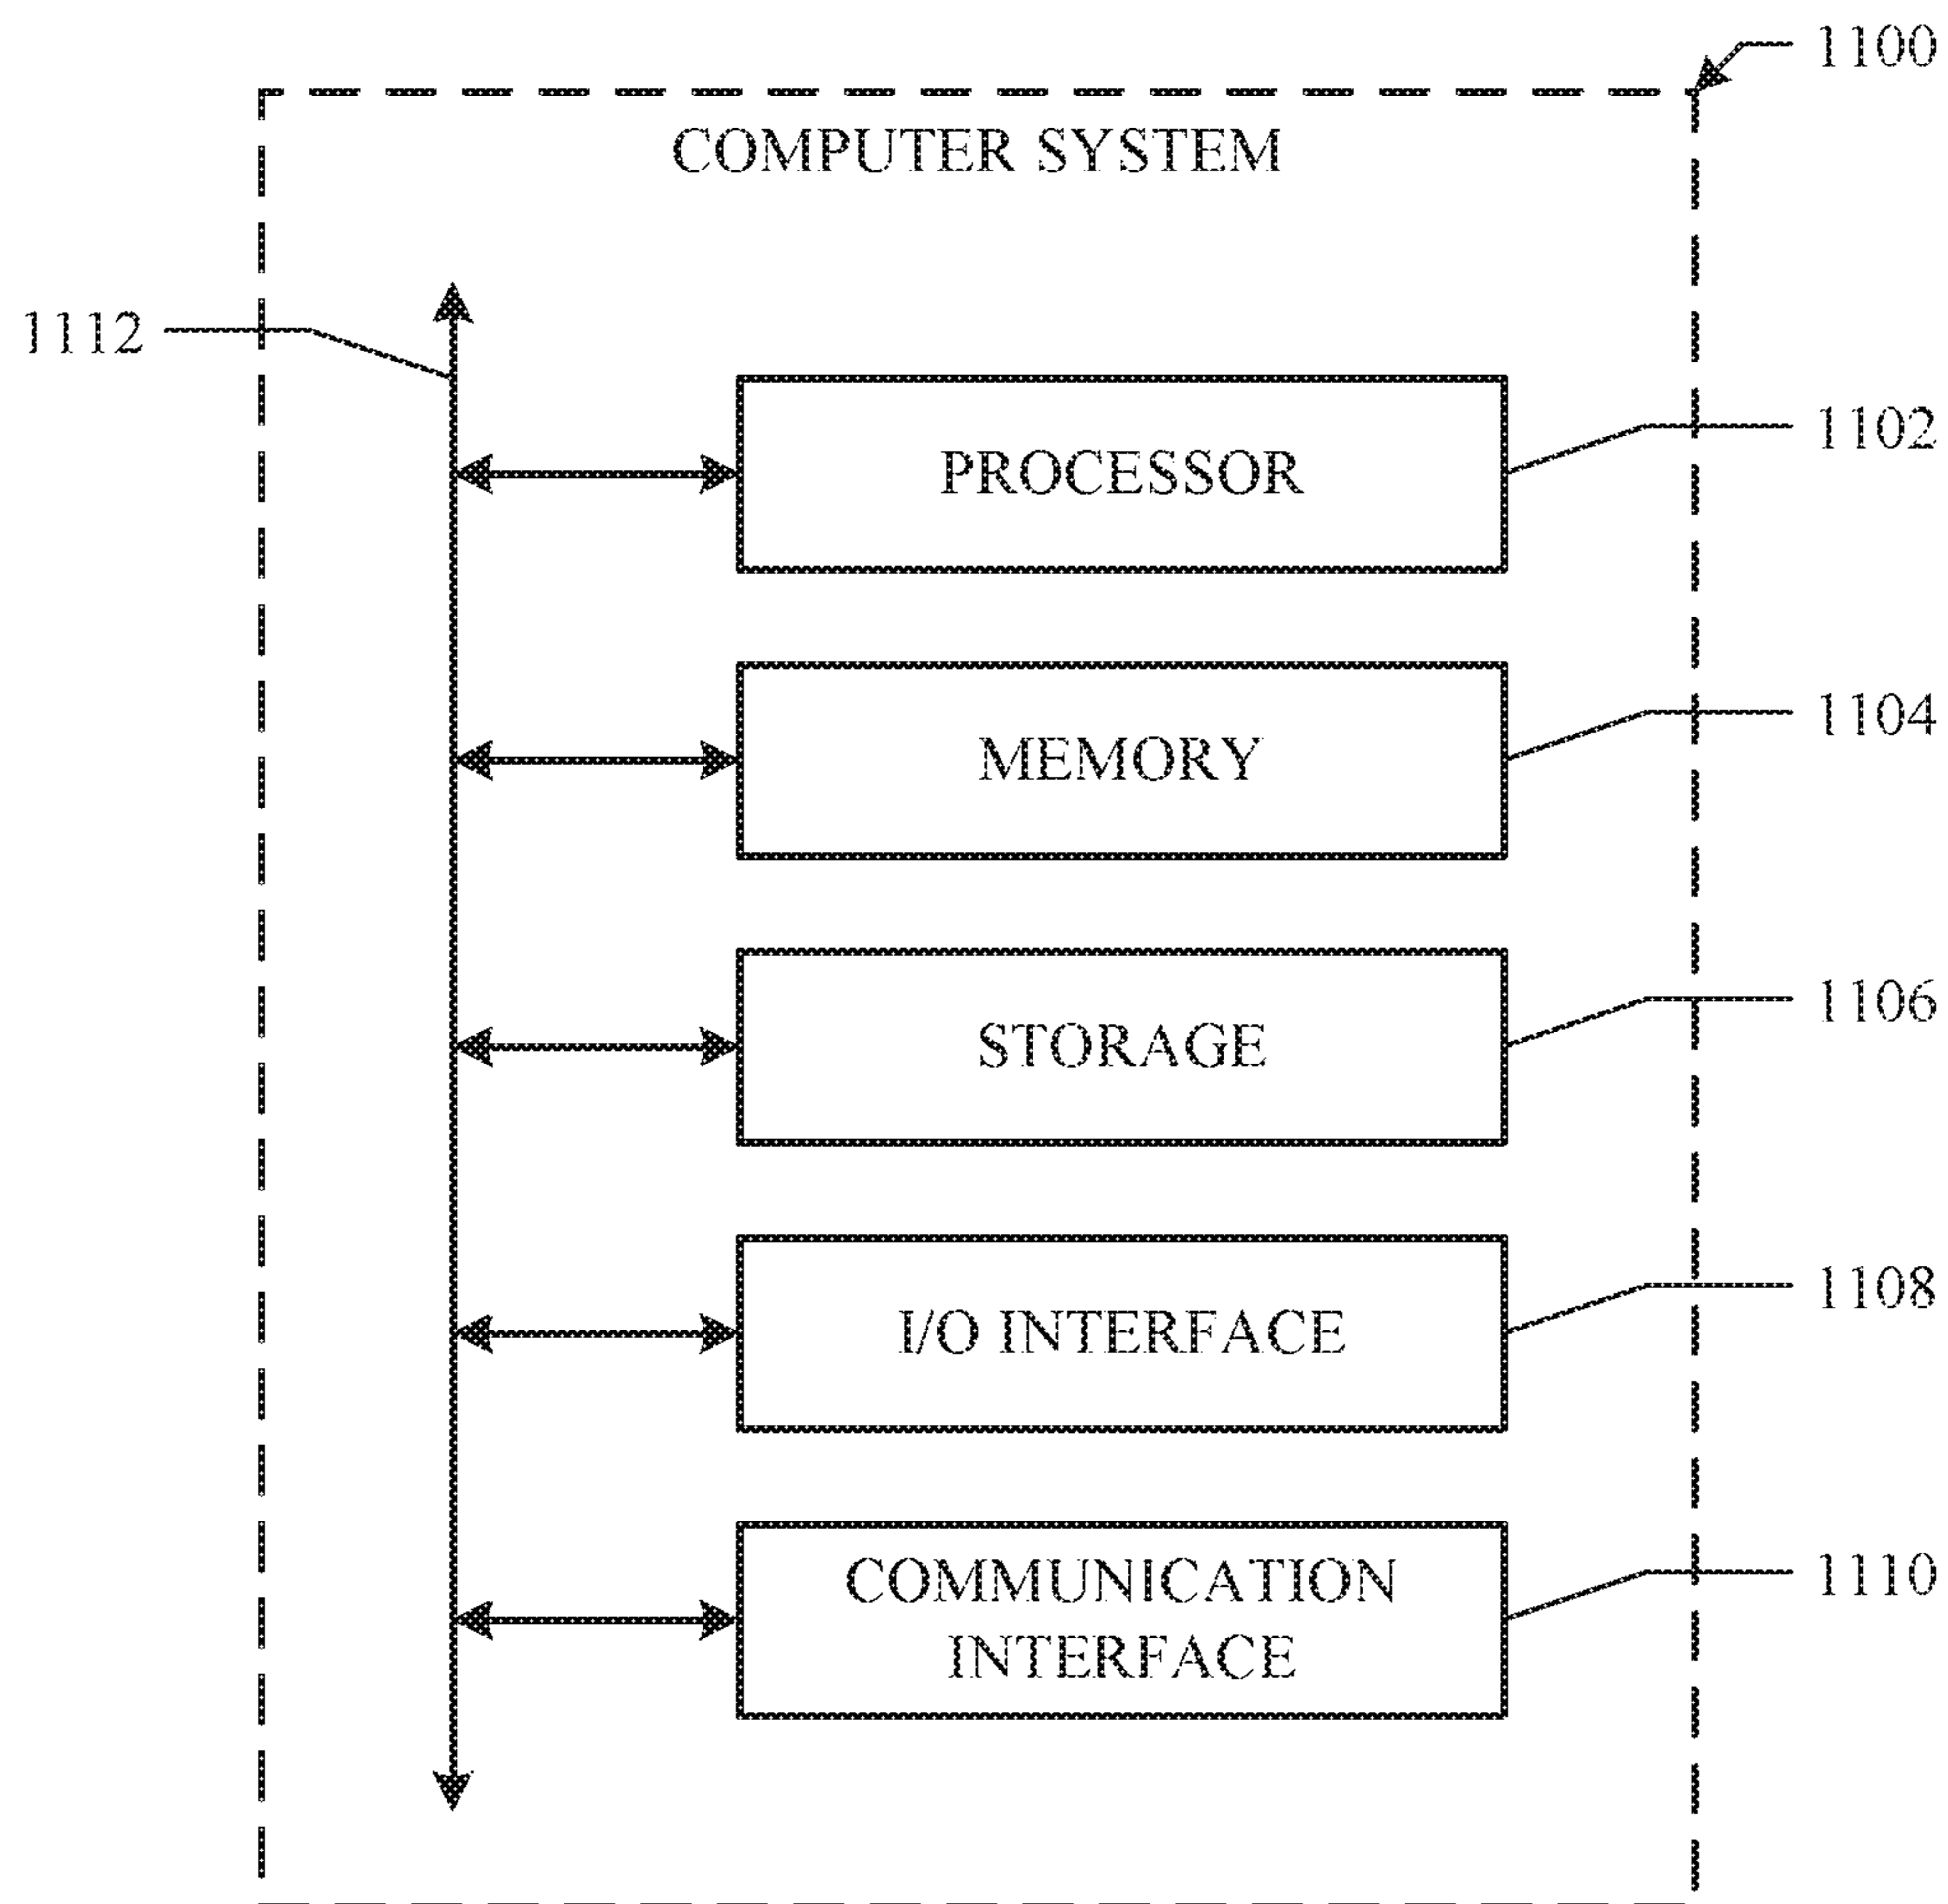 1100
COMPUTER SYSTEM
1112
PROCESSOR
1102
MEMORY
1104
STORAGE
1106
I/O INTERFACE
1108
COMMUNICATION
INTERFACE
1110